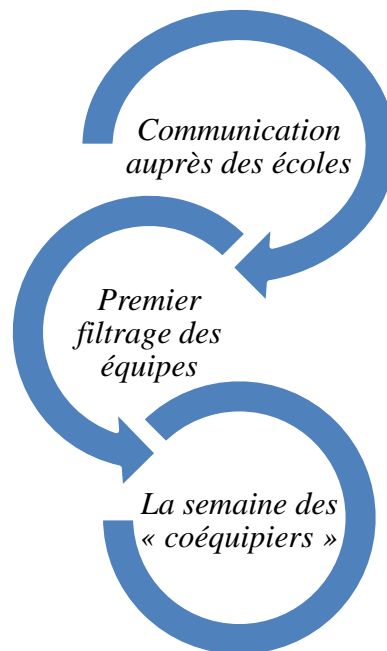 Communication
auprès des écoles
Premier
filtrage des
équipes
La semaine des
« coéquipiers »